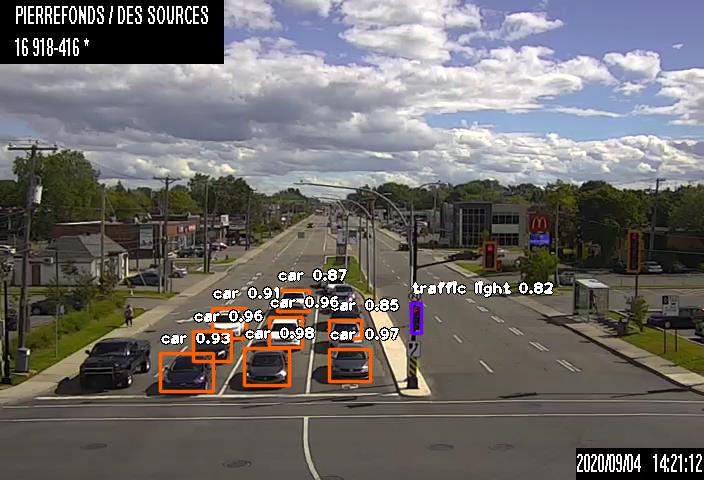 PIERREFONDS / DES SOURCES
16 918-416 *
car 0.87
car 0.91
car 0.96
car 0.96
car 0.85
car 0.93
car 0.98
car 0.97
traffic light 0.82
2020/09/04 14:21:12